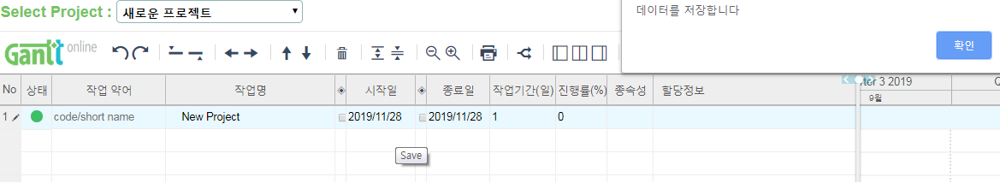 Select Project : 새로운 프로젝트
데이터를 저장합니다
확인
Gantt online
No 상태 작업 약어 작업명 시작일 종료일 작업기간(일) 진행률(%) 종속성 할당정보
rter 3 2019 Q
9월
1 code/short name New Project 2019/11/28 2019/11/28 1 0
Save